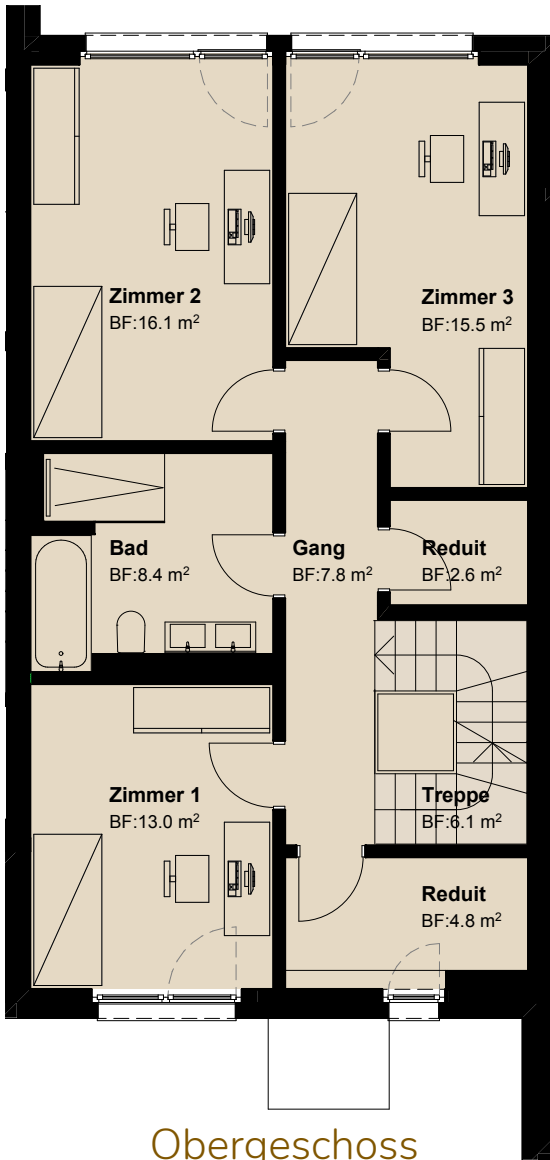 Zimmer 2
BF:16.1 m²
Zimmer 3
BF:15.5 m²
Bad
BF:8.4 m²
Gang
BF:7.8 m²
Reduit
BF:2.6 m²
Zimmer 1
BF:13.0 m²
Treppe
BF:6.1 m²
Reduit
BF:4.8 m²
Obergeschoss